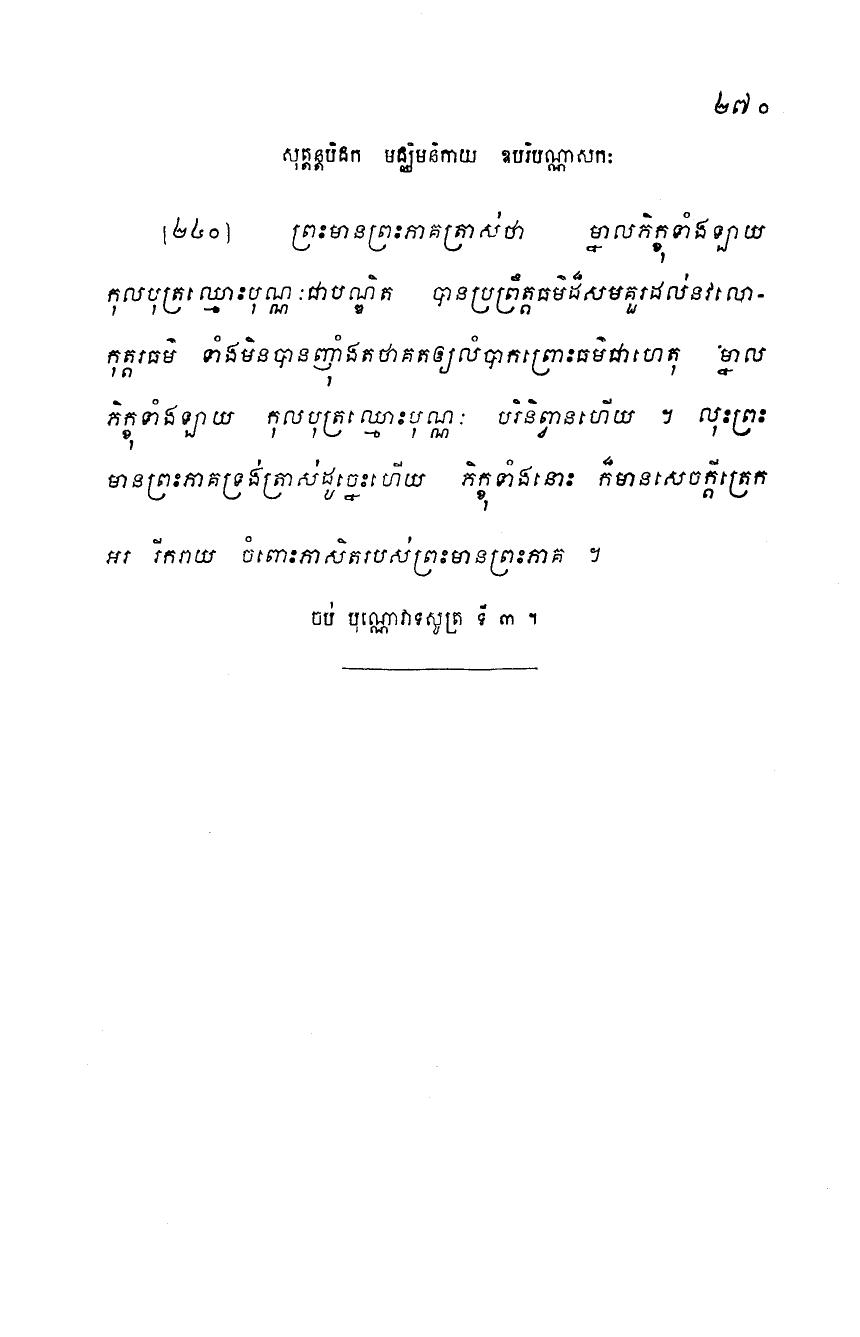 ២៧០
សុត្តន្តបិដក មជ្ឈិមនិកាយ ឧបរិបណ្ណាសកៈ
[២៤០] ព្រះមានព្រះភាគត្រាស់ថា ម្នាលភិក្ខុទាំងឡាយ
កុលបុត្រឈ្មោះបុណ្ណៈជាបណ្ឌិត បានប្រព្រឹត្តធម៌ដ៏សមគួរដល់នវលោ-
កុត្តរធម៌ ទាំងមិនបានញ៉ាំងតថាគតឲ្យលំបាកព្រោះធម៌ជាហេតុ ម្នាល
ភិក្ខុទាំងឡាយ កុលបុត្រឈ្មោះបុណ្ណៈ បរិនិព្វានហើយ ។ លុះព្រះ
មានព្រះភាគទ្រង់ត្រាស់ដូច្នេះហើយ ភិក្ខុទាំងនោះ ក៏មានសេចក្តីត្រេក
អរ រីករាយ ចំពោះភាសិតរបស់ព្រះមានព្រះភាគ ។
ចប់ បុណ្ណោវាទសូត្រ ទី ៣ ។